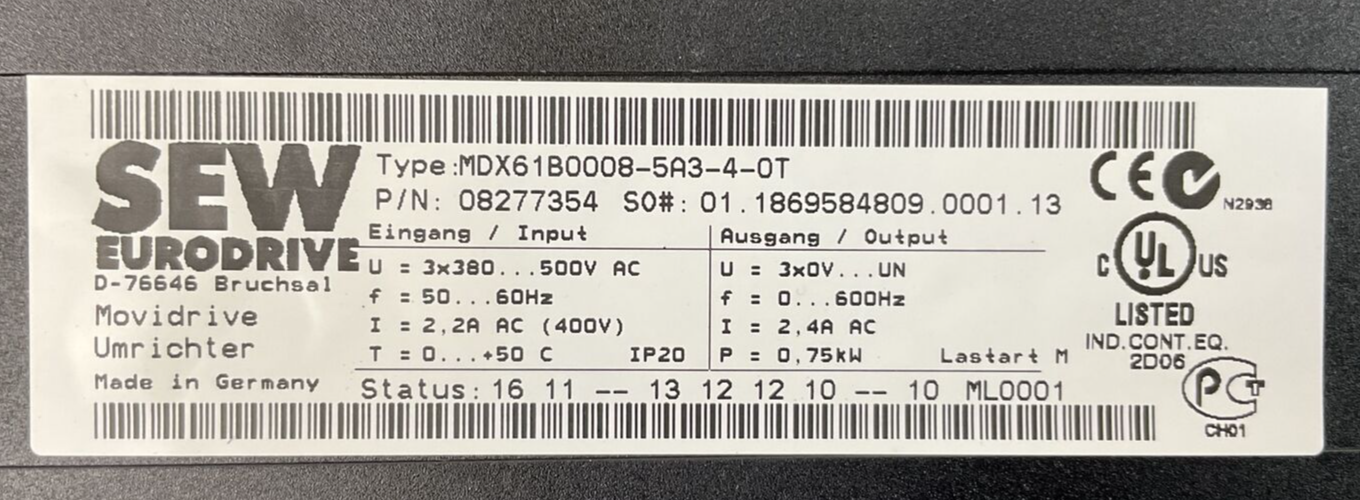 SEW
EURODRIVE
D-76646 Bruchsal
Movidrive
Umrichter
Made in Germany
Type:MDX61B0008-5A3-4-0T
P/N: 08277354 SO#: 01.1869584809.0001.13
Eingang / Input
U = 3x380...500V AC
f = 50...60Hz
I = 2,2A AC (400V)
T = 0...+50 C IP20
Ausgang / Output
U = 3x0V...UN
f = 0...600Hz
I = 2,4A AC
P = 0,75kW Lastart M
Status: 16 11 -- 13 12 12 10 -- 10 ML0001
CE
N2936
C UL US
LISTED
IND.CONT.EQ.
2D06
PCT
CH01